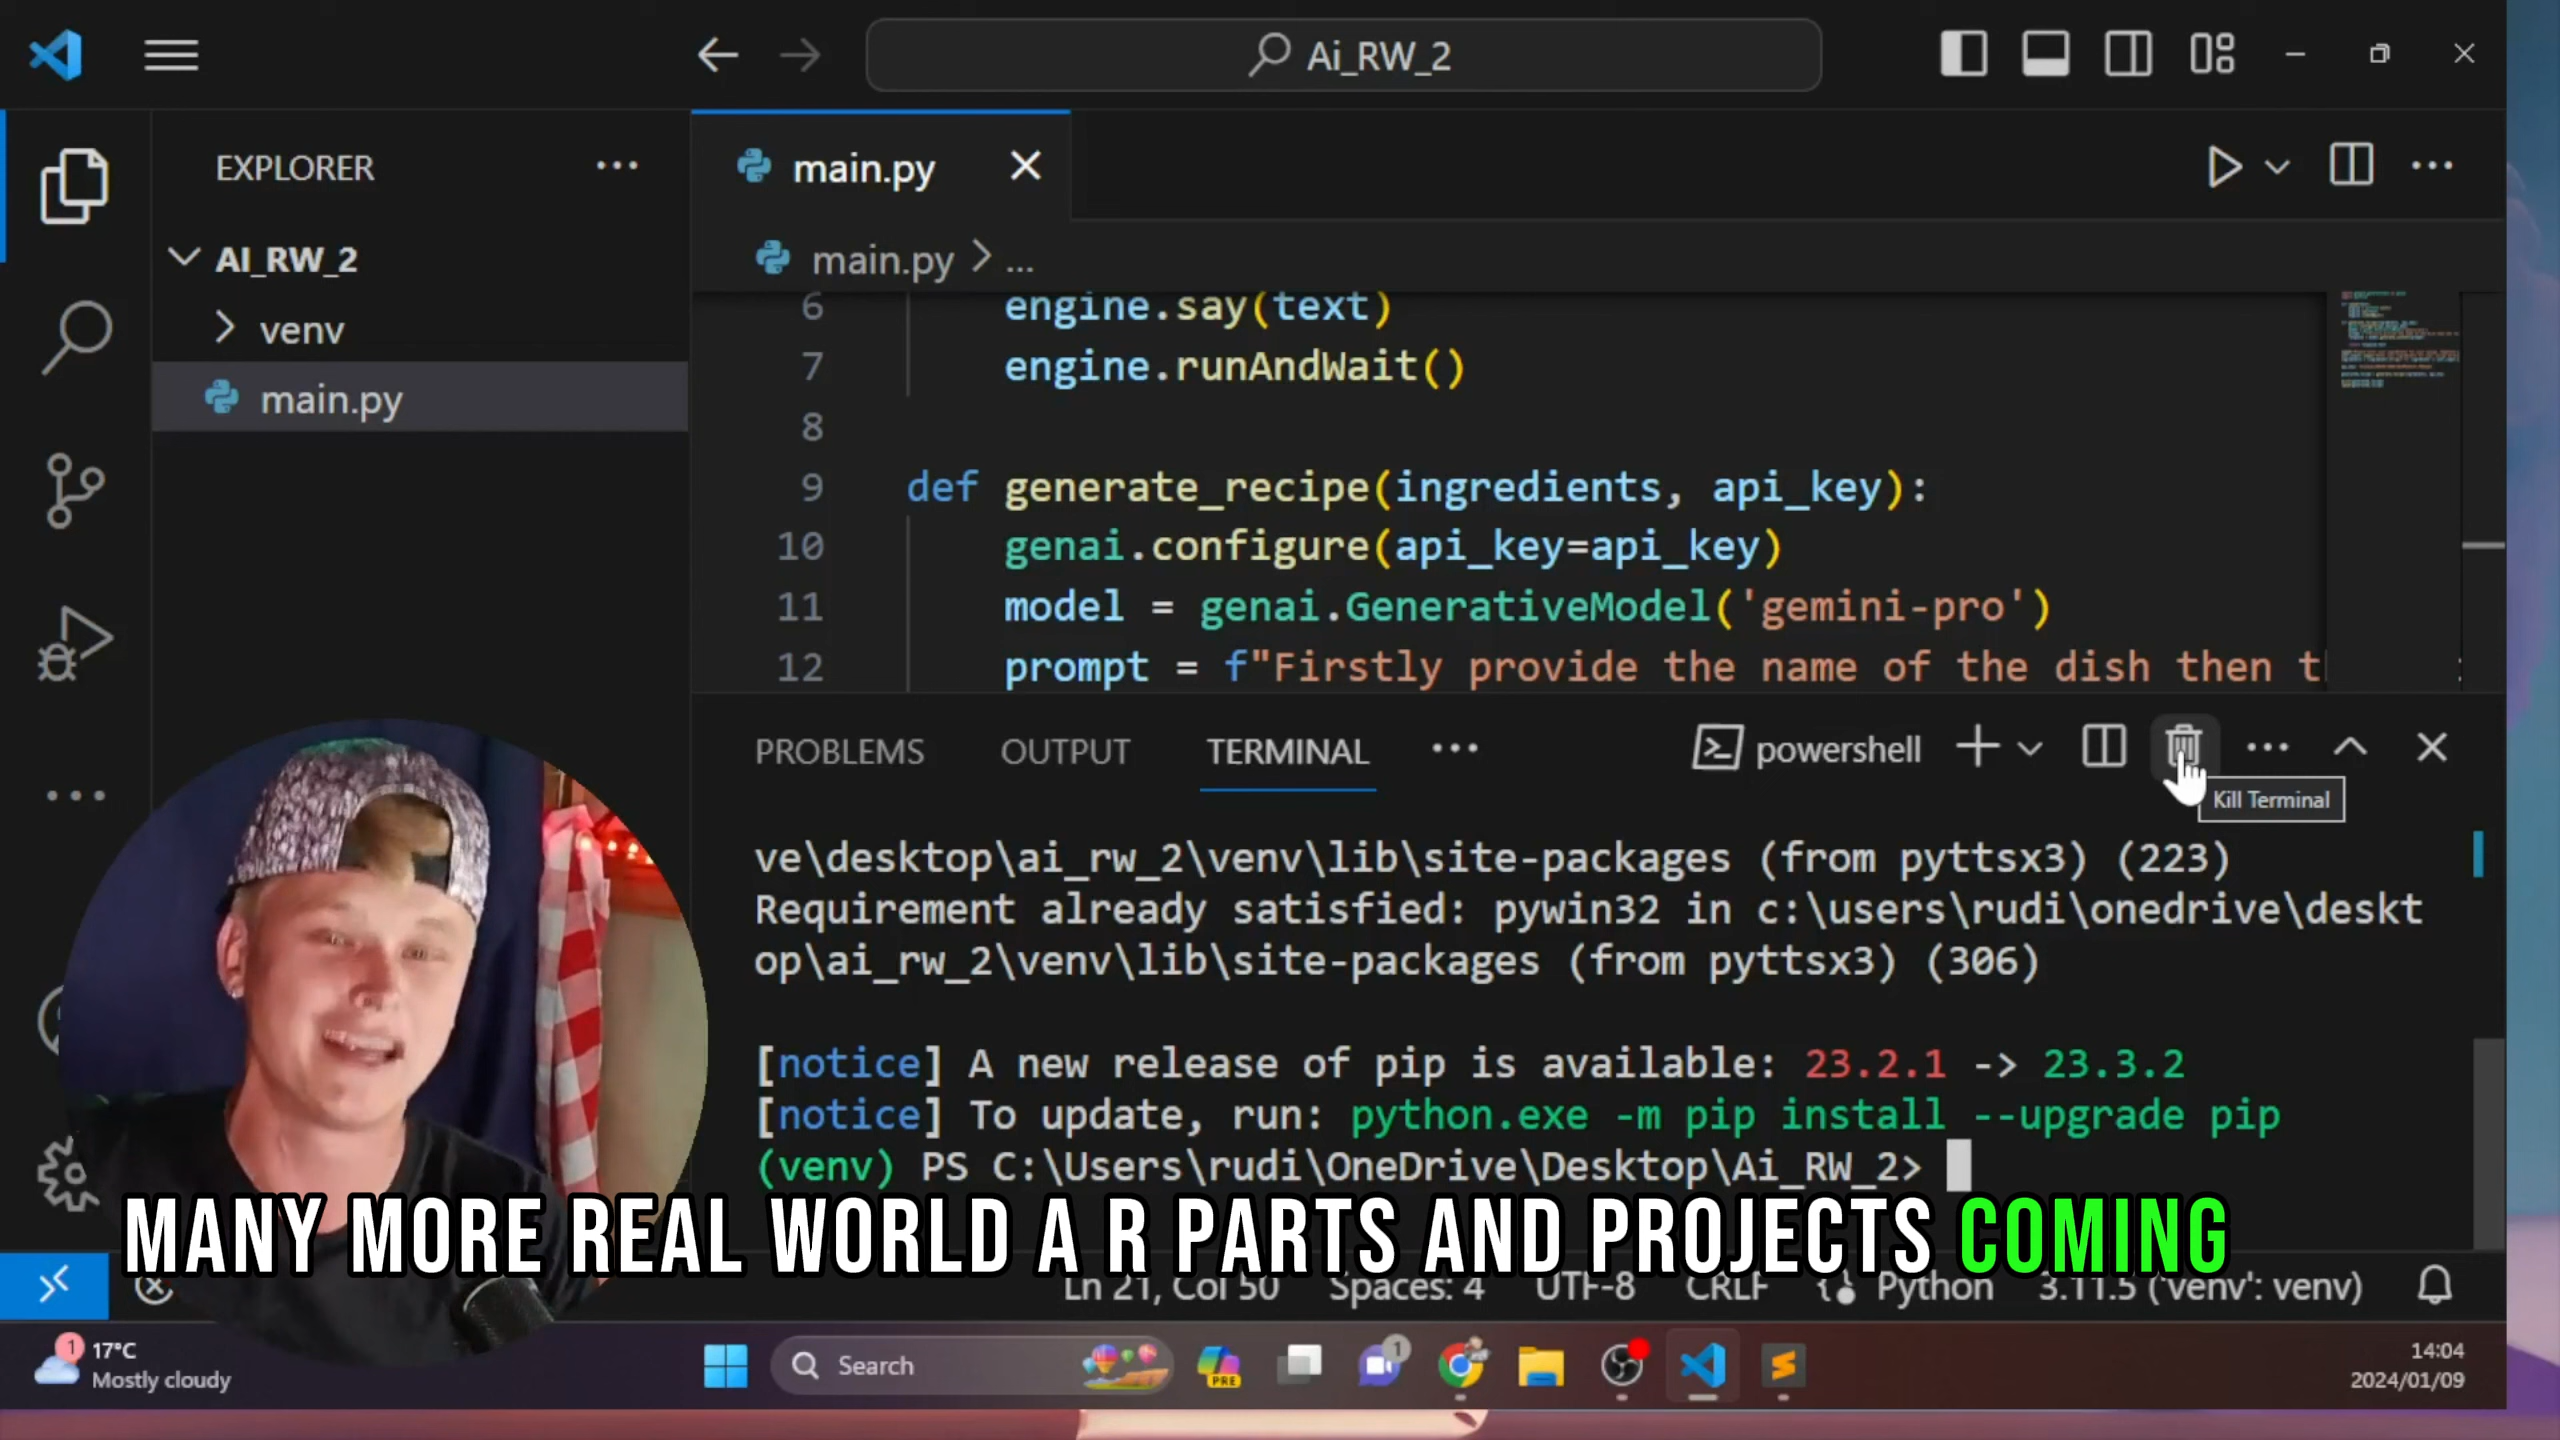 Ai_RW_2
EXPLORER
AI_RW_2
venv
main.py
main.py
main.py > ...
6 engine.say(text)
7 engine.runAndWait()
8
9 def generate_recipe(ingredients, api_key):
10 genai.configure(api_key=api_key)
11 model = genai.GenerativeModel('gemini-pro')
12 prompt = f"Firstly provide the name of the dish then
PROBLEMS OUTPUT TERMINAL ... powershell
Kill Terminal
ve\desktop\ai_rw_2\venv\lib\site-packages (from pyttsx3) (223)
Requirement already satisfied: pywin32 in c:\users\rudi\onedrive\deskt
op\ai_rw_2\venv\lib\site-packages (from pyttsx3) (306)
[notice] A new release of pip is available: 23.2.1 -> 23.3.2
[notice] To update, run: python.exe -m pip install --upgrade pip
(venv) PS C:\Users\rudi\OneDrive\Desktop\Ai_RW_2>
MANY MORE REAL WORLD A R PARTS AND PROJECTS COMING
Ln 21, Col 50 Spaces: 4 UTF-8 CRLF Python 3.11.5 ('venv': venv)
1
17°C
Mostly cloudy
Search
PRE
1
14:04
2024/01/09